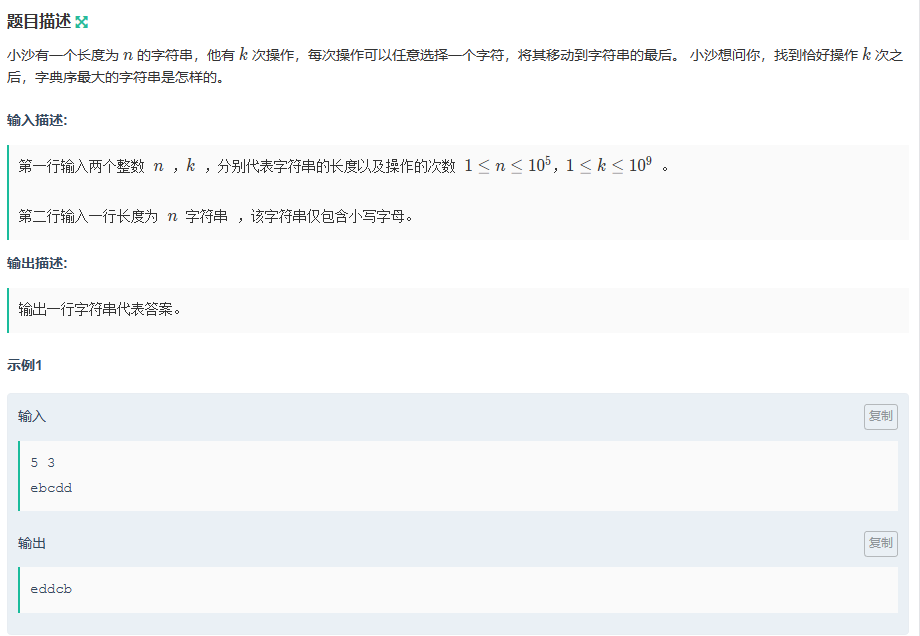 题目描述
小沙有一个长度为 n 的字符串，他有 k 次操作，每次操作可以任意选择一个字符，将其移动到字符串的最后。 小沙想问你，找到恰好操作 k 次之
后，字典序最大的字符串是怎样的。
输入描述:
第一行输入两个整数 n ，k ，分别代表字符串的长度以及操作的次数 1 ≤ n ≤ 10^5，1 ≤ k ≤ 10^9 。
第二行输入一行长度为 n 字符串 ，该字符串仅包含小写字母。
输出描述:
输出一行字符串代表答案。
示例1
输入
复制
5 3
ebcdd
输出
复制
eddcb